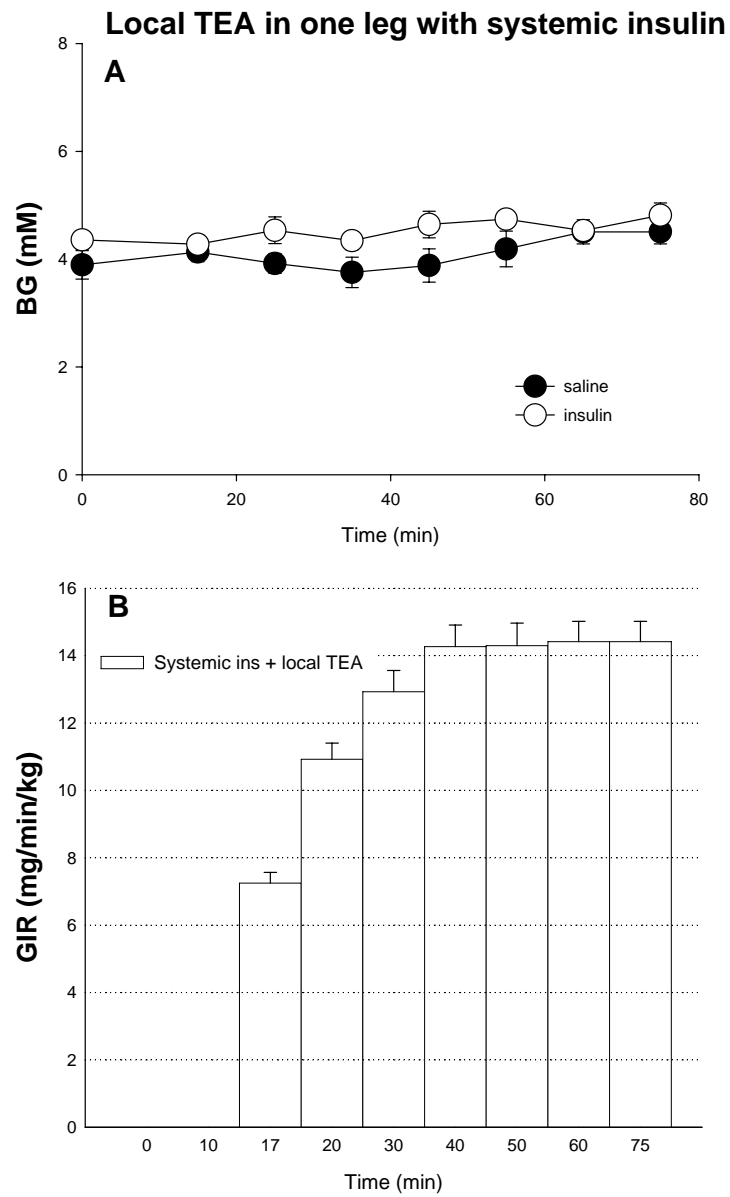 Local TEA in one leg with systemic insulin
A
8
6
4
2
0
BG (mM)
saline
insulin
0 20 40 60 80
Time (min)
B
16
14
12
10
8
6
4
2
0
GIR (mg/min/kg)
Systemic ins + local TEA
0 10 17 20 30 40 50 60 75
Time (min)